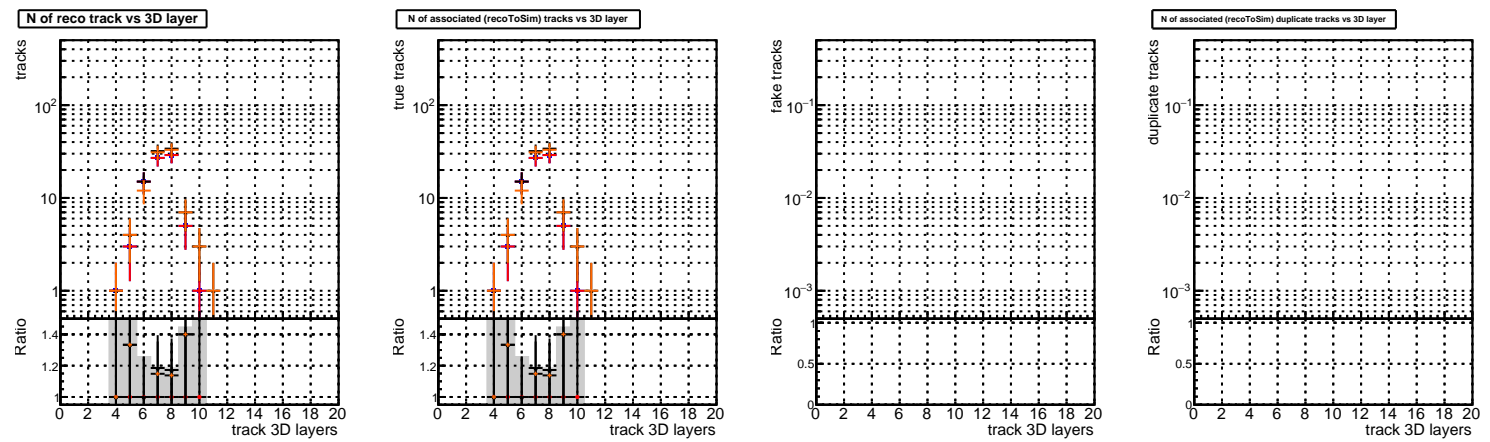 N of reco track vs 3D layer
tracks
10²
10
1
Ratio
1.4
1.2
1
0 2 4 6 8 10 12 14 16 18 20
track 3D layers
N of associated (recoToSim) tracks vs 3D layer
true tracks
10²
10
1
Ratio
1.4
1.2
1
0 2 4 6 8 10 12 14 16 18 20
track 3D layers
fake tracks
10⁻¹
10⁻²
10⁻³
Ratio
1
0.5
0
0 2 4 6 8 10 12 14 16 18 20
track 3D layers
N of associated (recoToSim) duplicate tracks vs 3D layer
duplicate tracks
10⁻¹
10⁻²
10⁻³
Ratio
1
0.5
0
0 2 4 6 8 10 12 14 16 18 20
track 3D layers